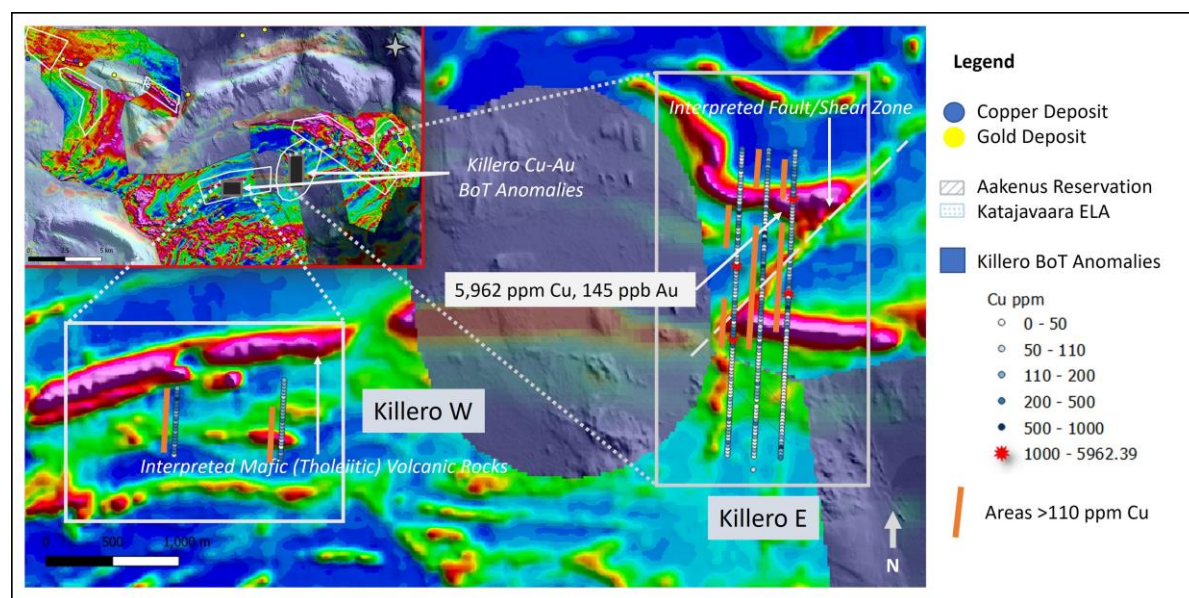 Killero Cu-Au
BoT Anomalies
Interpreted Fault/Shear Zone
5,962 ppm Cu, 145 ppb Au
Killero W
Interpreted Mafic (Tholeiitic) Volcanic Rocks
Killero E
0 500 1,000 m
N
Legend
Copper Deposit
Gold Deposit
Aakenus Reservation
Katajavaara ELA
Killero BoT Anomalies
Cu ppm
0 - 50
50 - 110
110 - 200
200 - 500
500 - 1000
1000 - 5962.39
Areas >110 ppm Cu